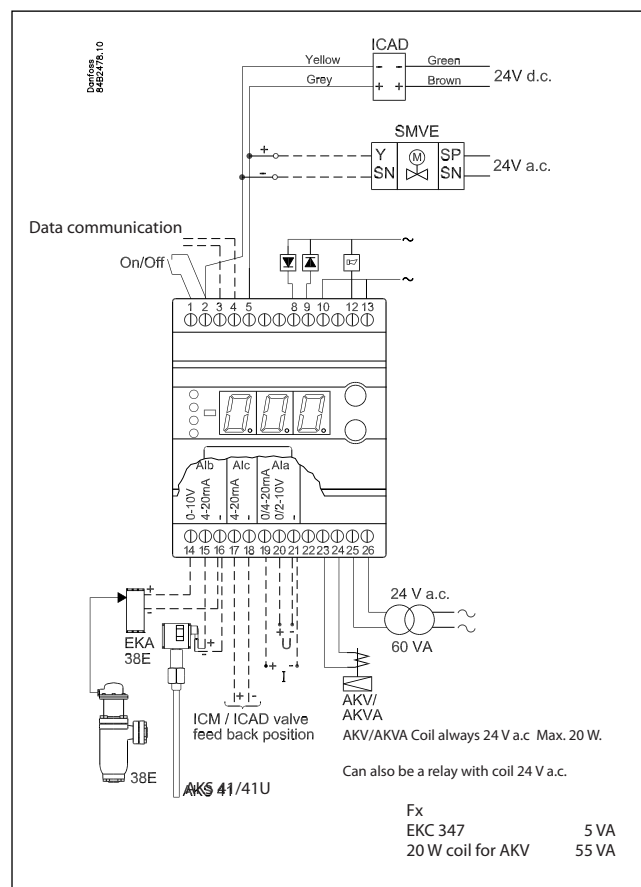 Danfoss
84B2478.10
ICAD
Yellow - - Green
Grey + + Brown
24V d.c.
SMVE
+ Y M SP
- SN SN
24V a.c.
Data communication
On/Off
~
~
1 2 3 4 5 8 9 10 12 13
AIb AIc AIa
0-10V
4-20mA
-
4-20mA
-
0/4-20mA
0/2-10V
-
14 15 16 17 18 19 20 21 22 23 24 25 26
+
-
EKA
38E
+
-
+ -
U
+ -
I
24 V a.c.
60 VA
+ -
ICM / ICAD valve
feed back position
AKV/
AKVA
AKV/AKVA Coil always 24 V a.c Max. 20 W.
38E
AKS 41/41U
Can also be a relay with coil 24 V a.c.
Fx
EKC 347 5 VA
20 W coil for AKV 55 VA